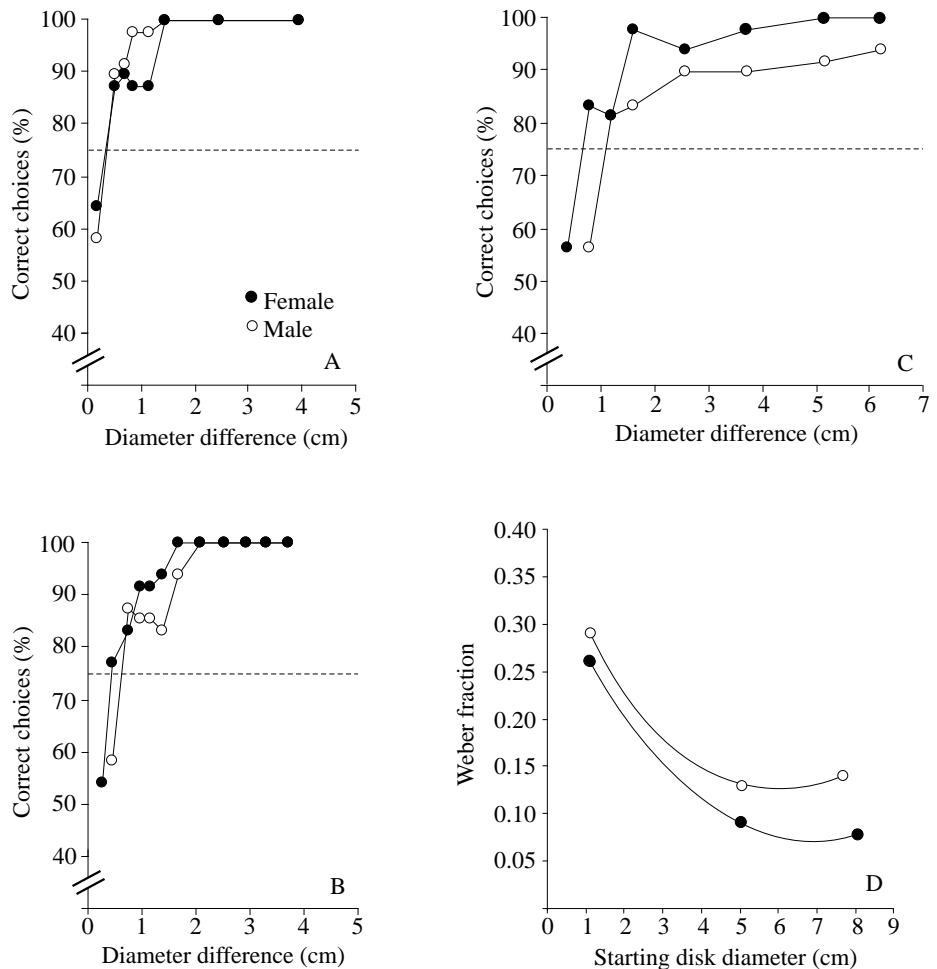 100
90
80
70
60
50
40
Correct choices (%)
Female
Male
A
0 1 2 3 4 5
Diameter difference (cm)
100
90
80
70
60
50
40
Correct choices (%)
C
0 1 2 3 4 5 6 7
Diameter difference (cm)
100
90
80
70
60
50
40
Correct choices (%)
B
0 1 2 3 4 5
Diameter difference (cm)
0.40
0.35
0.30
0.25
0.20
0.15
0.10
0.05
Weber fraction
D
0 1 2 3 4 5 6 7 8 9
Starting disk diameter (cm)